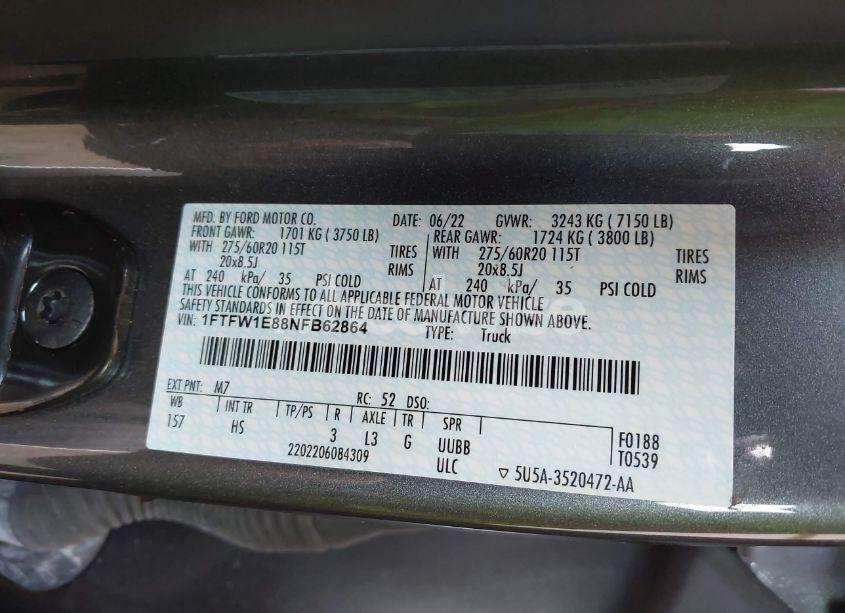 MFD. BY FORD MOTOR CO. DATE: 06/22 GVWR: 3243 KG ( 7150 LB)
FRONT GAWR: 1701 KG ( 3750 LB) REAR GAWR: 1724 KG ( 3800 LB)
WITH 275/60R20 115T TIRES WITH 275/60R20 115T TIRES
20x8.5J RIMS 20x8.5J RIMS
AT 240 kPa/ 35 PSI COLD AT 240 kPa/ 35 PSI COLD
THIS VEHICLE CONFORMS TO ALL APPLICABLE FEDERAL MOTOR VEHICLE
SAFETY STANDARDS IN EFFECT ON THE DATE OF MANUFACTURE SHOWN ABOVE.
VIN: 1FTFW1E88NFB62864 TYPE: Truck
EXT PNT: M7 RC: 52 DSO:
WB INT TR TP/PS R AXLE TR SPR
157 HS 3 L3 G UUBB F0188
2202206084309 ULC T0539
▽ 5U5A-3520472-AA